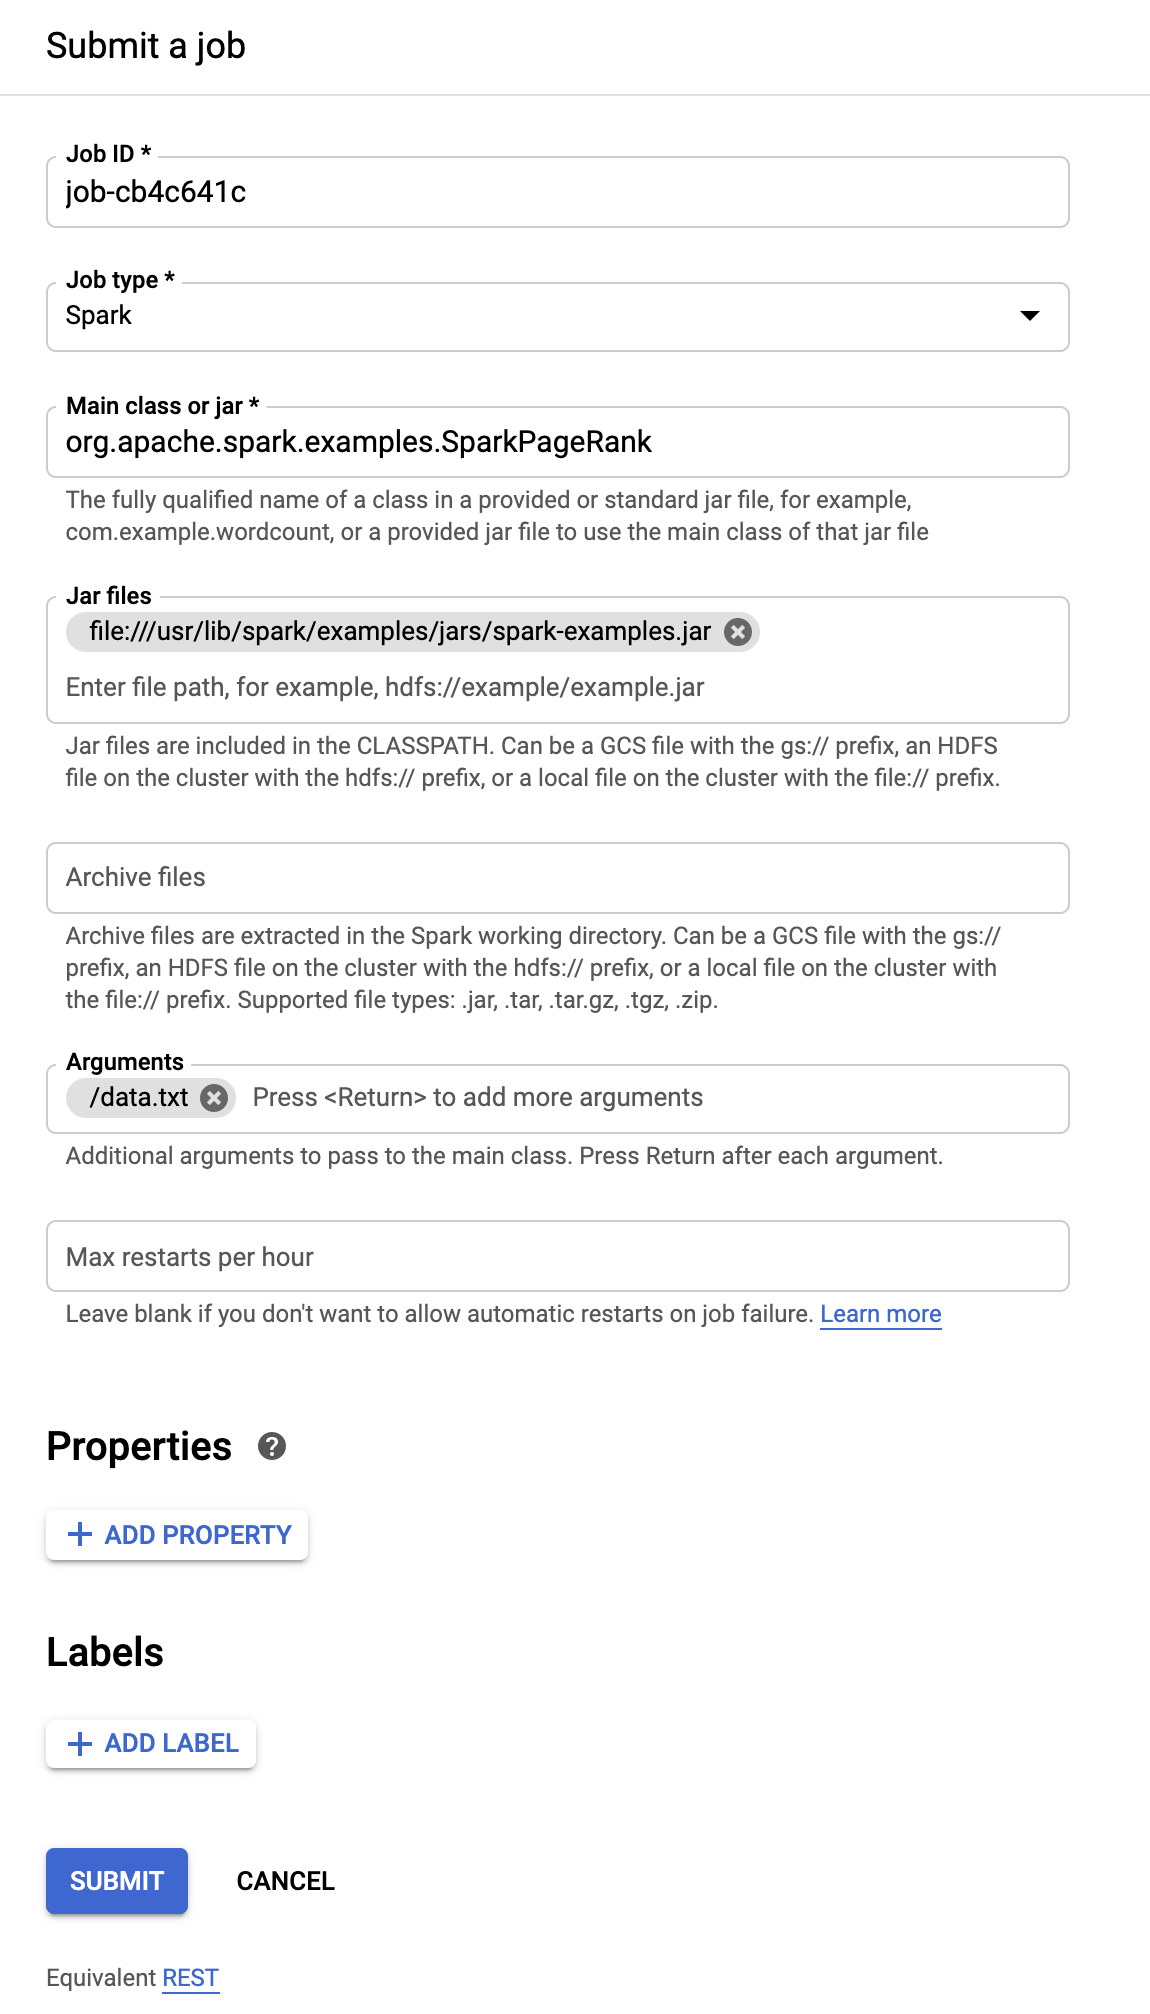 Submit a job
Job ID *
job-cb4c641c
Job type *
Spark
Main class or jar *
org.apache.spark.examples.SparkPageRank
The fully qualified name of a class in a provided or standard jar file, for example,
com.example.wordcount, or a provided jar file to use the main class of that jar file
Jar files
file:///usr/lib/spark/examples/jars/spark-examples.jar
Enter file path, for example, hdfs://example/example.jar
Jar files are included in the CLASSPATH. Can be a GCS file with the gs:// prefix, an HDFS
file on the cluster with the hdfs:// prefix, or a local file on the cluster with the file:// prefix.
Archive files
Archive files are extracted in the Spark working directory. Can be a GCS file with the gs://
prefix, an HDFS file on the cluster with the hdfs:// prefix, or a local file on the cluster with
the file:// prefix. Supported file types: .jar, .tar, .tar.gz, .tgz, .zip.
Arguments
/data.txt Press <Return> to add more arguments
Additional arguments to pass to the main class. Press Return after each argument.
Max restarts per hour
Leave blank if you don't want to allow automatic restarts on job failure. Learn more
Properties ?
+ ADD PROPERTY
Labels
+ ADD LABEL
SUBMIT CANCEL
Equivalent REST